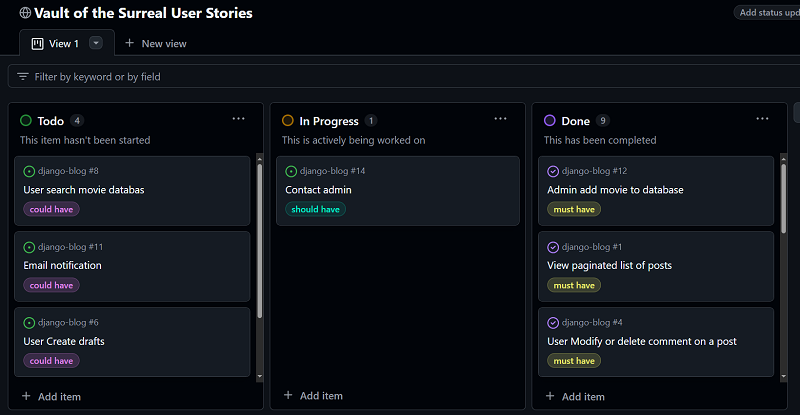 Vault of the Surreal User Stories
Add status upd
View 1
New view
Filter by keyword or by field
Todo 4
This item hasn't been started
django-blog #8
User search movie databas
could have
django-blog #11
Email notification
could have
django-blog #6
User Create drafts
could have
Add item
In Progress 1
This is actively being worked on
django-blog #14
Contact admin
should have
Add item
Done 9
This has been completed
django-blog #12
Admin add movie to database
must have
django-blog #1
View paginated list of posts
must have
django-blog #4
User Modify or delete comment on a post
must have
Add item